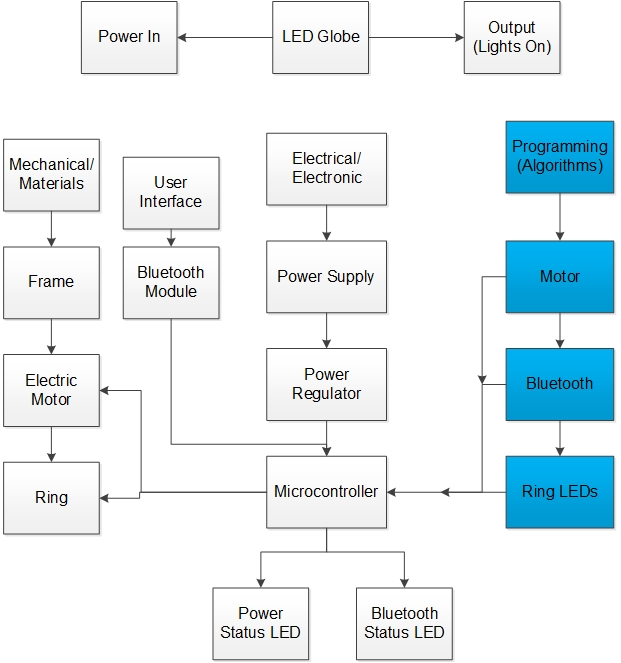 Power In
LED Globe
Output
(Lights On)
Mechanical/
Materials
User
Interface
Electrical/
Electronic
Programming
(Algorithms)
Frame
Bluetooth
Module
Power Supply
Motor
Electric
Motor
Power
Regulator
Bluetooth
Ring
Microcontroller
Ring LEDs
Power
Status LED
Bluetooth
Status LED